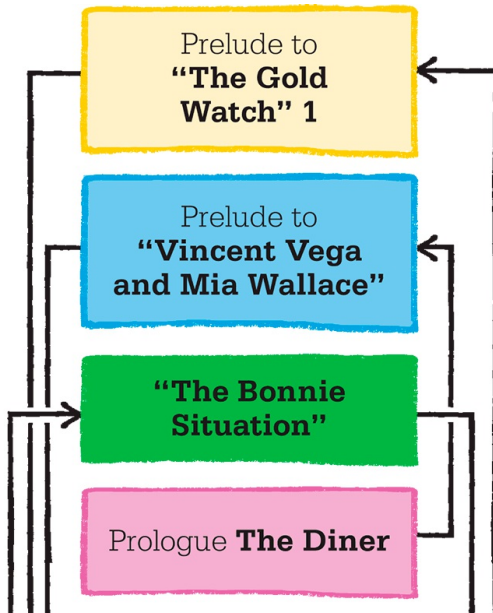 Prelude to
“The Gold
Watch” 1
Prelude to
“Vincent Vega
and Mia Wallace”
“The Bonnie
Situation”
Prologue The Diner